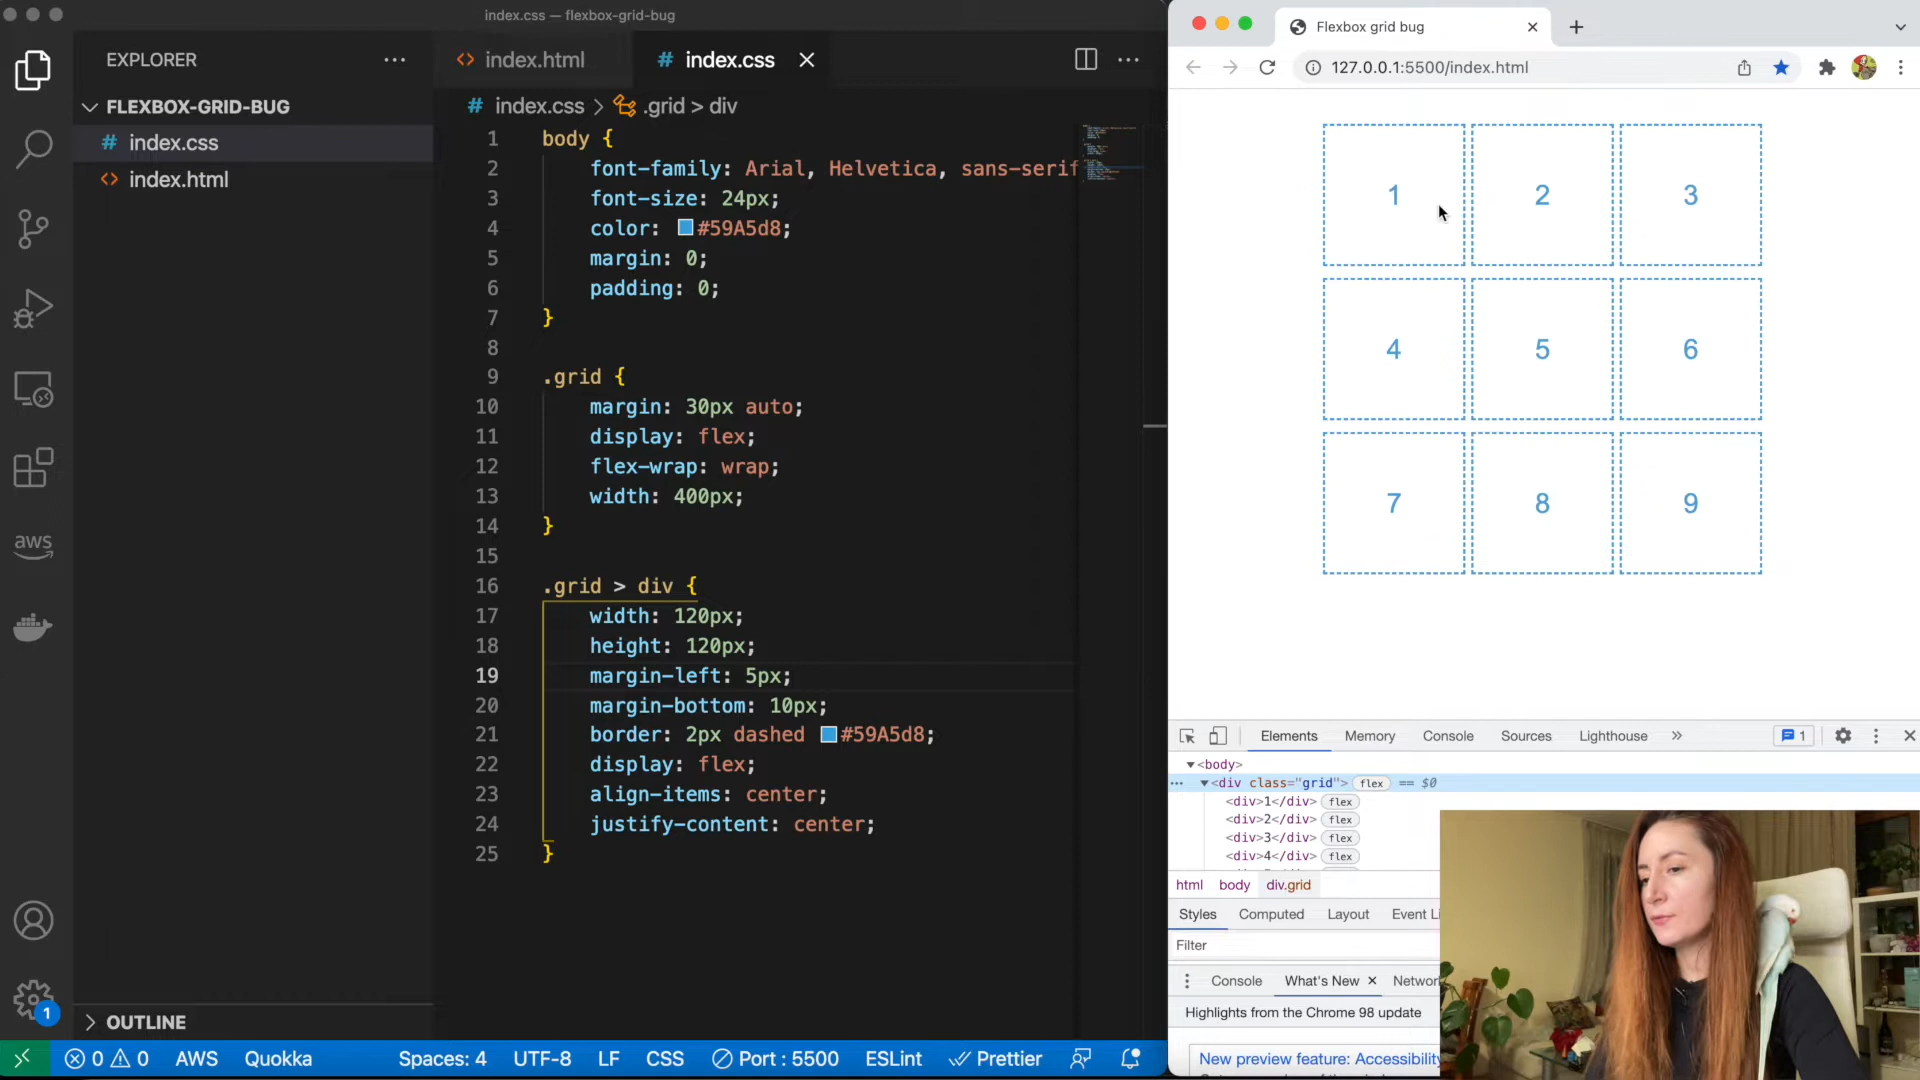 index.css — flexbox-grid-bug
EXPLORER
FLEXBOX-GRID-BUG
# index.css
<> index.html
OUTLINE
<> index.html
# index.css
# index.css > .grid > div
1 body {
2 font-family: Arial, Helvetica, sans-serif
3 font-size: 24px;
4 color: #59A5d8;
5 margin: 0;
6 padding: 0;
7 }
8
9 .grid {
10 margin: 30px auto;
11 display: flex;
12 flex-wrap: wrap;
13 width: 400px;
14 }
15
16 .grid > div {
17 width: 120px;
18 height: 120px;
19 margin-left: 5px;
20 margin-bottom: 10px;
21 border: 2px dashed #59A5d8;
22 display: flex;
23 align-items: center;
24 justify-content: center;
25 }
aws
1
0 0 AWS Quokka Spaces: 4 UTF-8 LF CSS Port : 5500 ESLint Prettier
Flexbox grid bug
127.0.0.1:5500/index.html
1 2 3
4 5 6
7 8 9
Elements Memory Console Sources Lighthouse » 1
<body>
<div class="grid"> flex == $0
<div>1</div> flex
<div>2</div> flex
<div>3</div> flex
<div>4</div> flex
html body div.grid
Styles Computed Layout Event Li
Filter
Console What's New Networ
Highlights from the Chrome 98 update
New preview feature: Accessibility